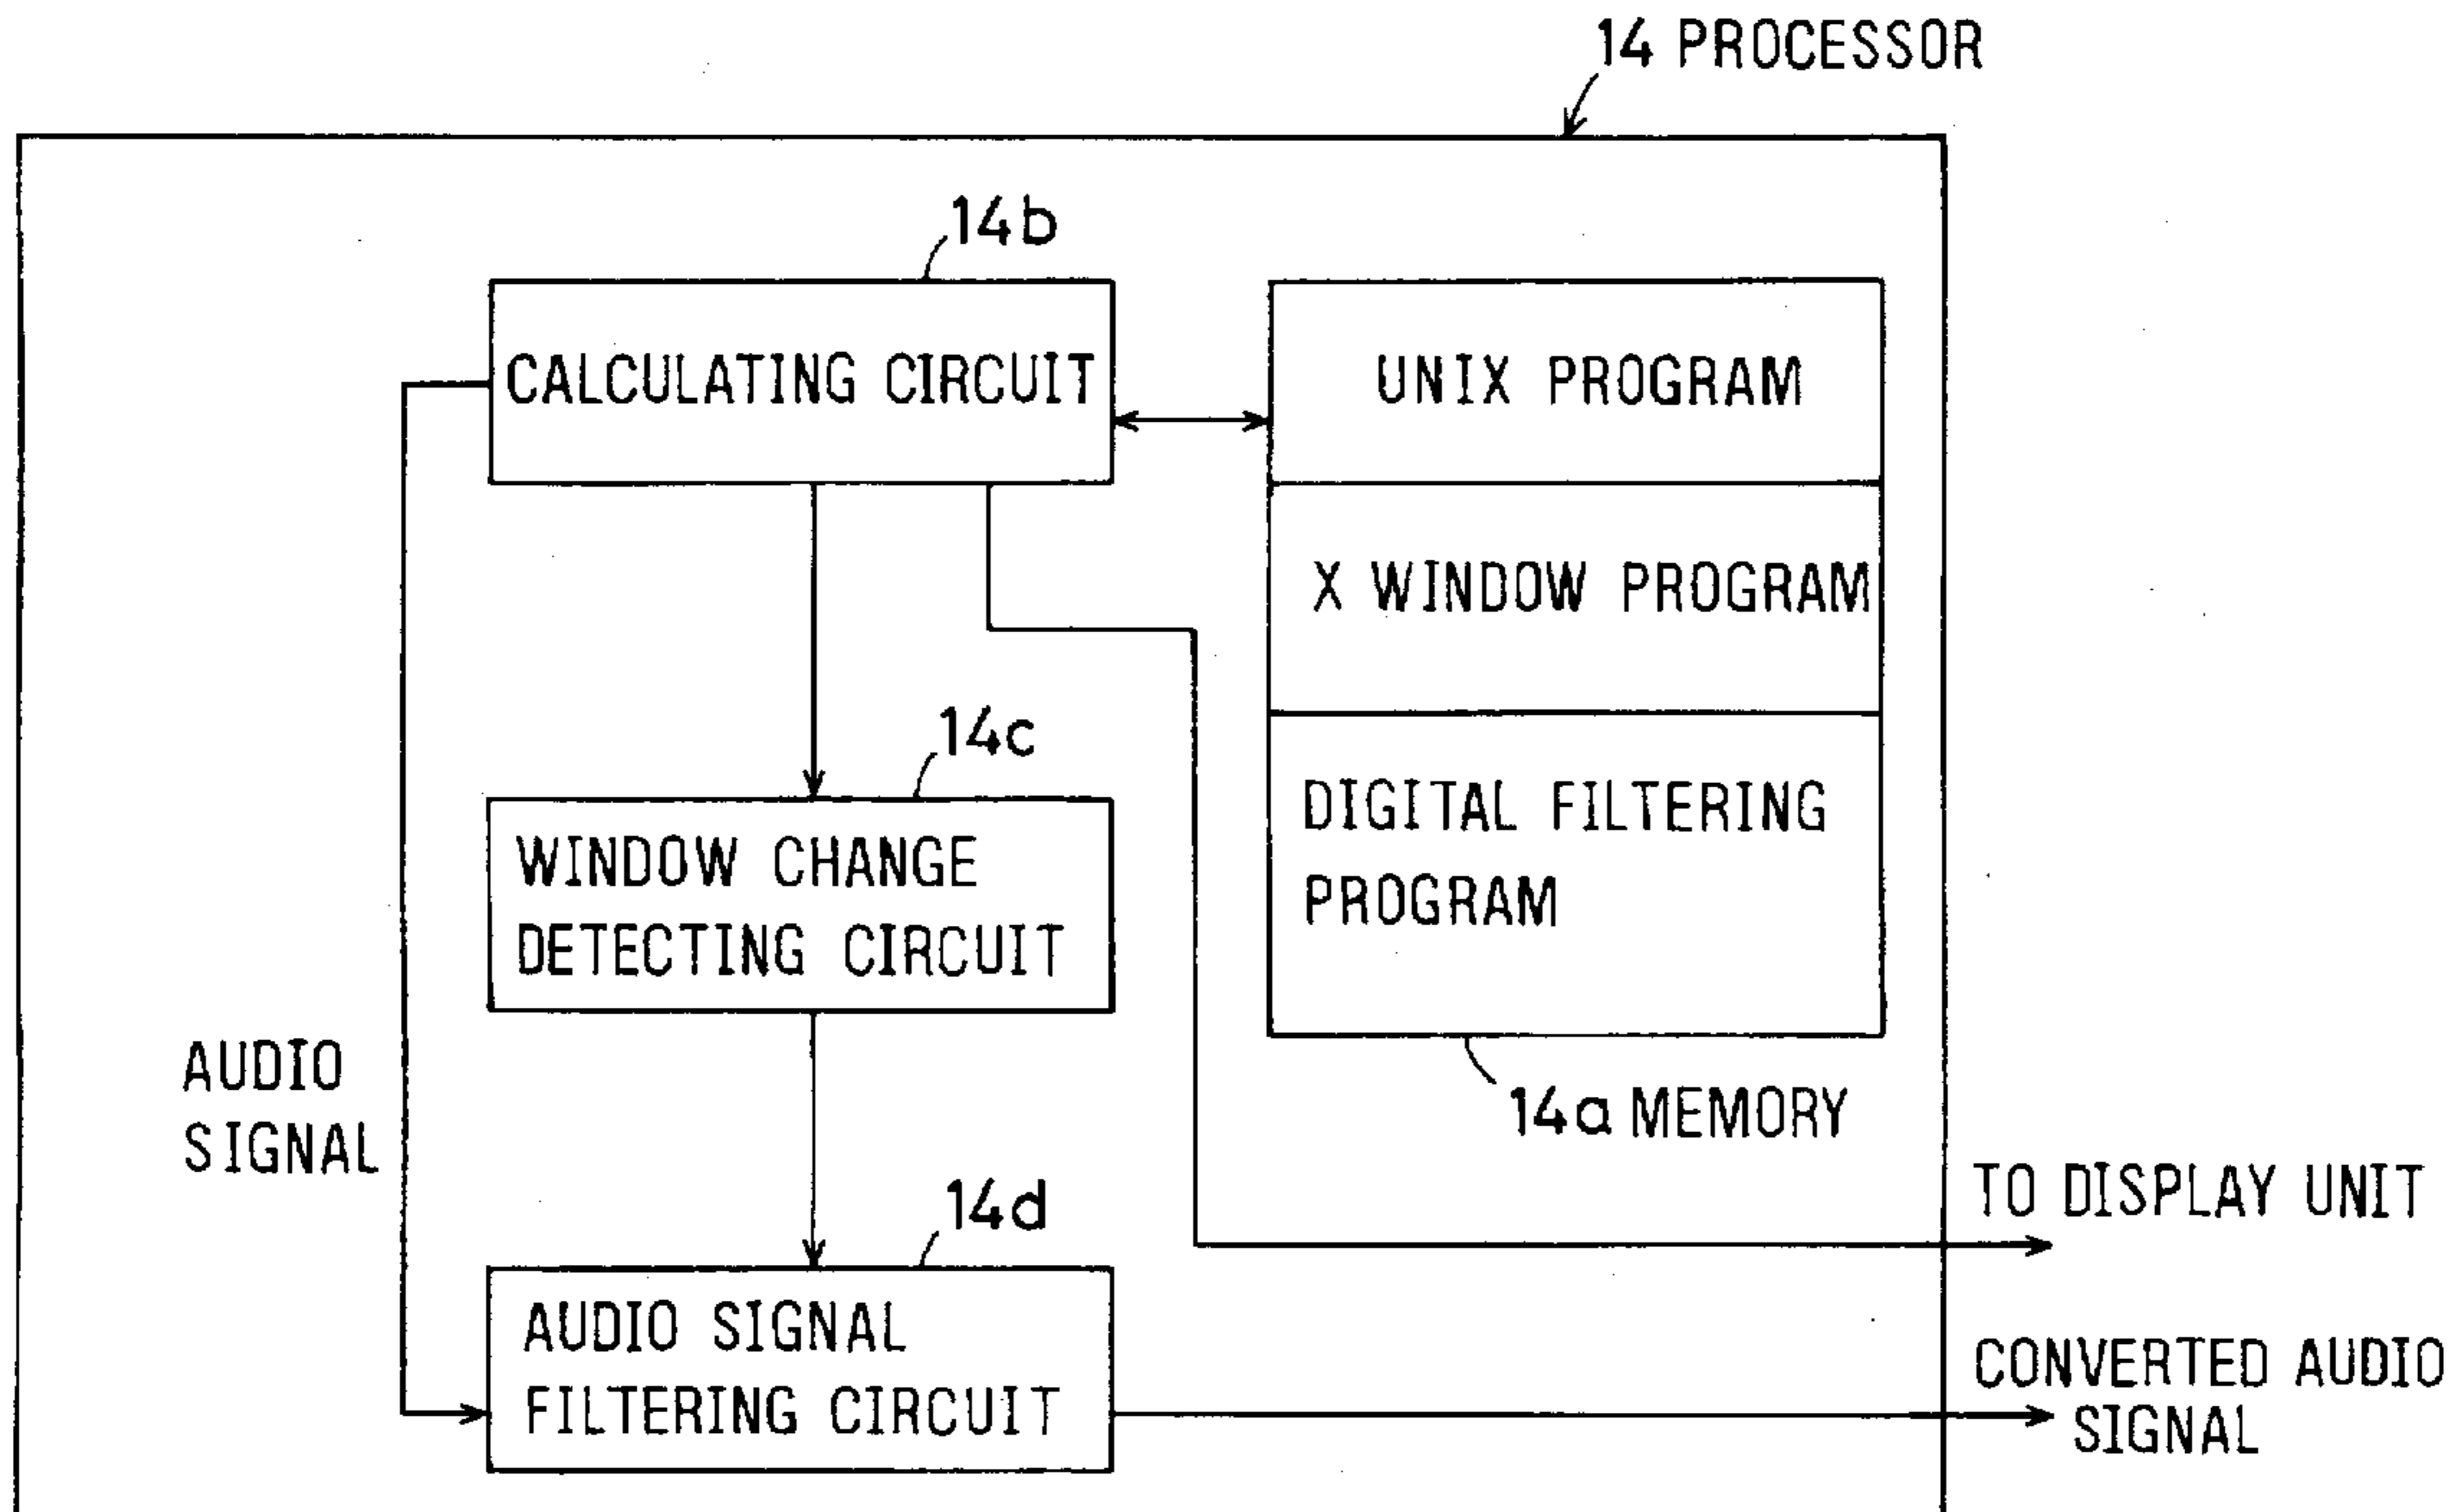 14 PROCESSOR
14b
CALCULATING CIRCUIT
UNIX PROGRAM
X WINDOW PROGRAM
14c
WINDOW CHANGE
DETECTING CIRCUIT
DIGITAL FILTERING
PROGRAM
AUDIO
SIGNAL
14a MEMORY
TO DISPLAY UNIT
14d
AUDIO SIGNAL
FILTERING CIRCUIT
CONVERTED AUDIO
SIGNAL